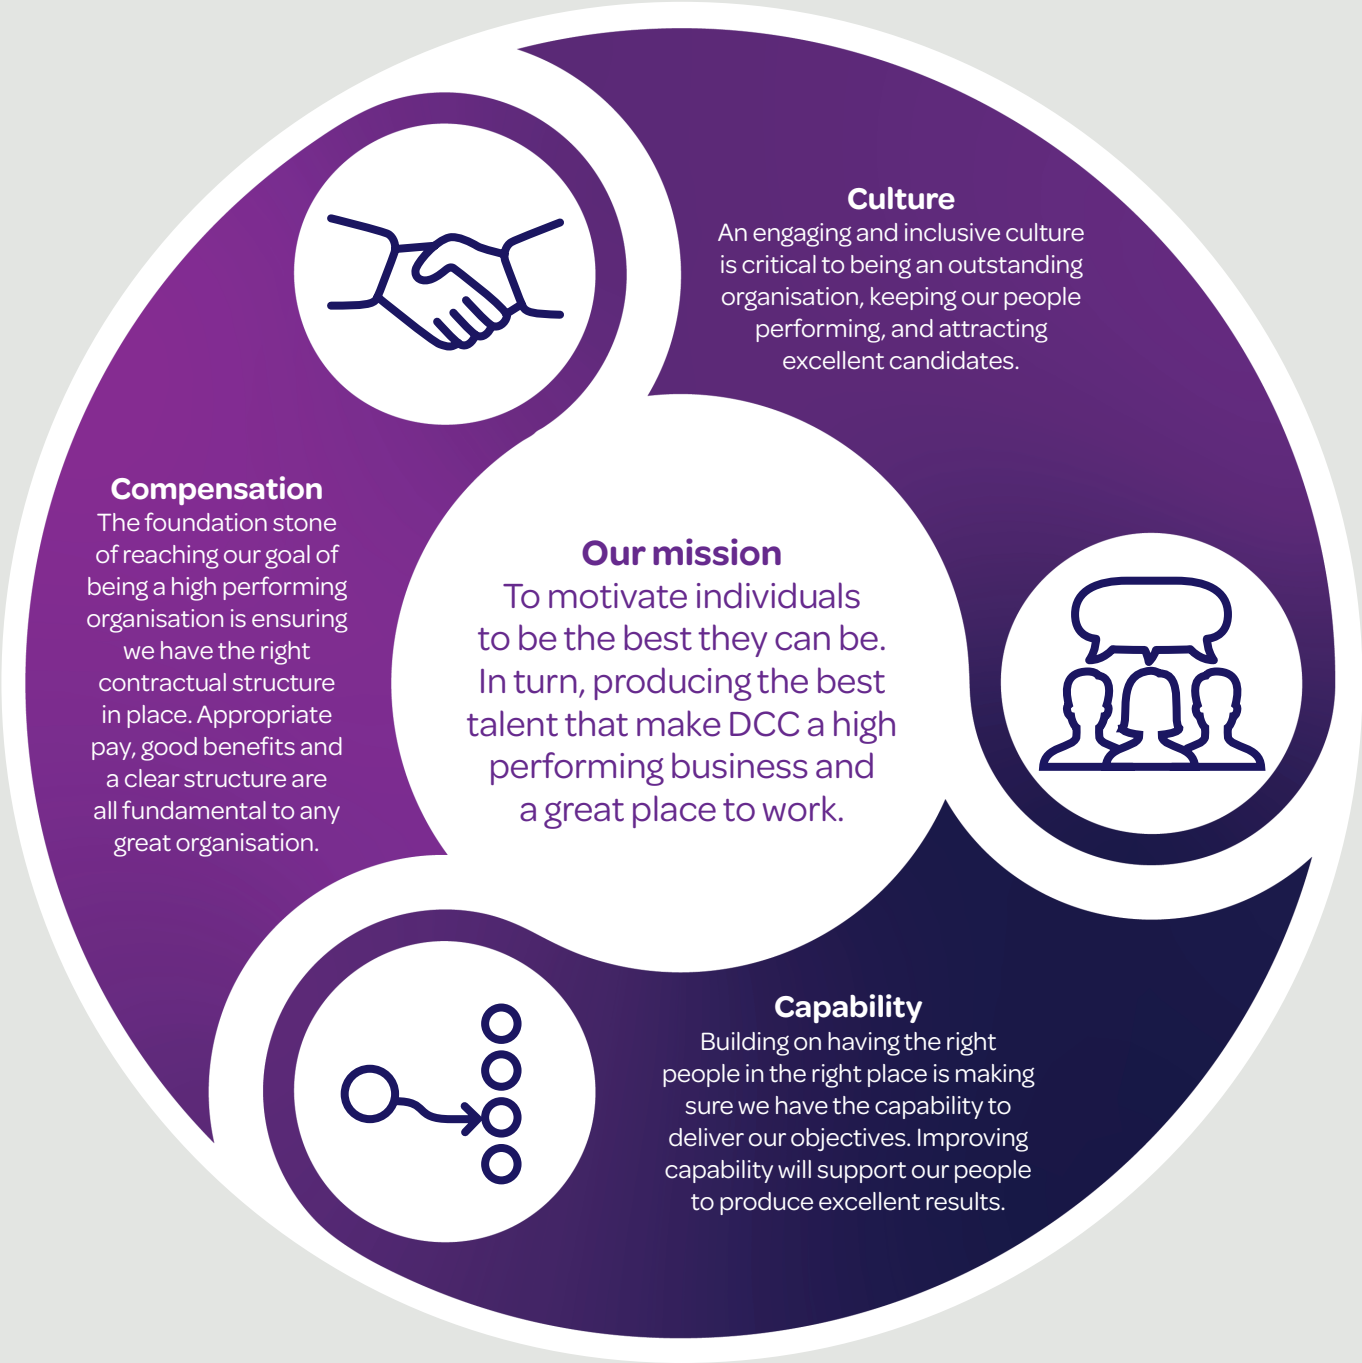 Culture
An engaging and inclusive culture
is critical to being an outstanding
organisation, keeping our people
performing, and attracting
excellent candidates.
Compensation
The foundation stone
of reaching our goal of
being a high performing
organisation is ensuring
we have the right
contractual structure
in place. Appropriate
pay, good benefits and
a clear structure are
all fundamental to any
great organisation.
Our mission
To motivate individuals
to be the best they can be.
In turn, producing the best
talent that make DCC a high
performing business and
a great place to work.
Capability
Building on having the right
people in the right place is making
sure we have the capability to
deliver our objectives. Improving
capability will support our people
to produce excellent results.